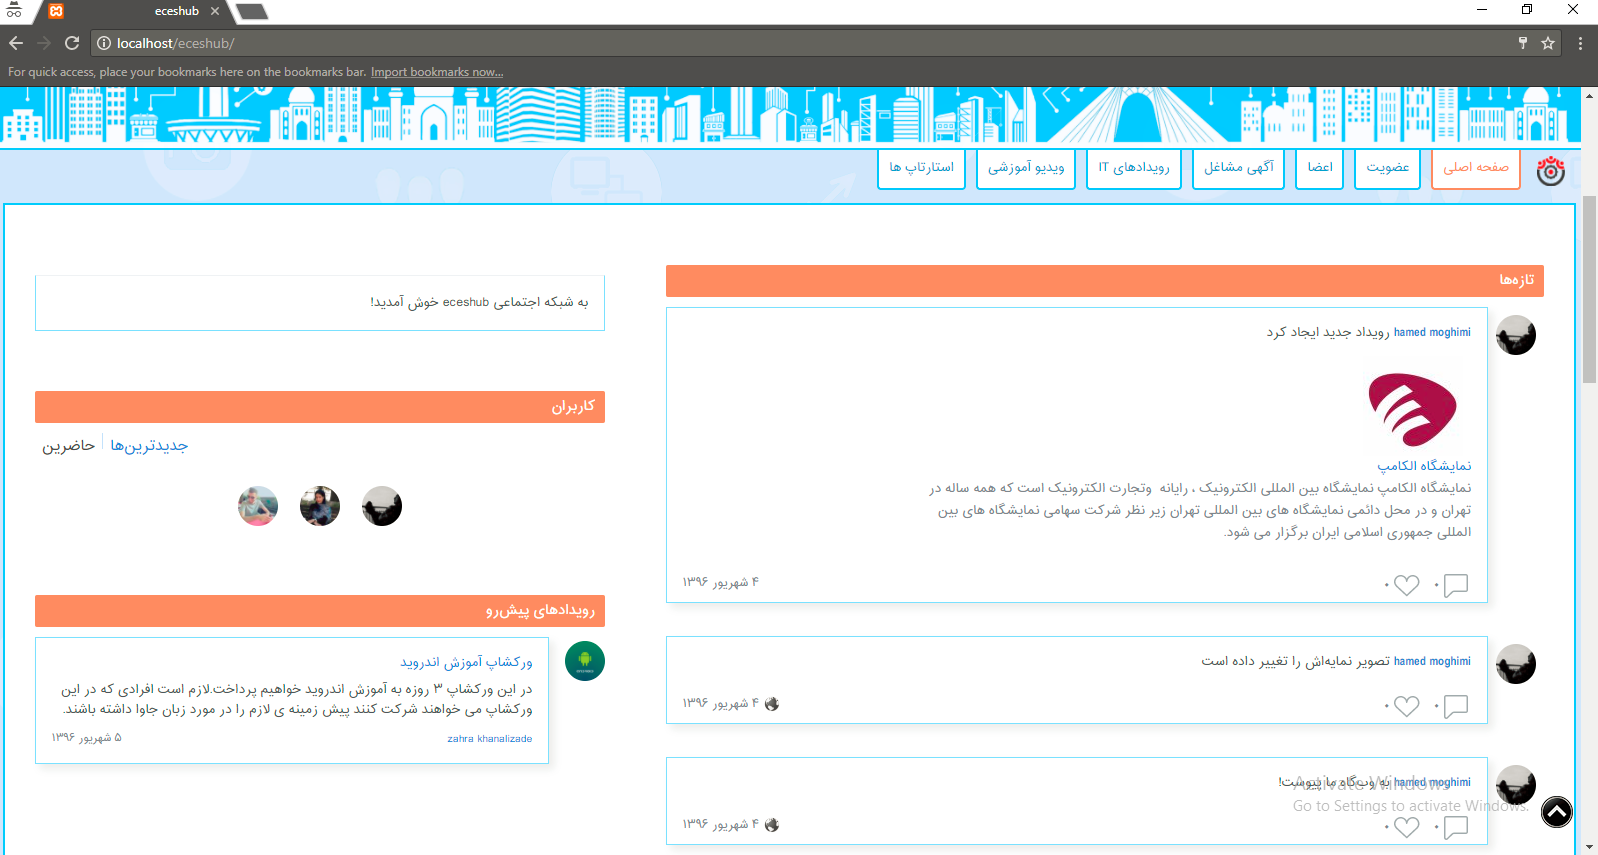 eceshub
localhost/eceshub/
For quick access, place your bookmarks here on the bookmarks bar. Import bookmarks now...
صفحه اصلی
عضویت
اعضا
آگهی مشاغل
رویدادهای IT
ویدیو آموزشی
استارتاپ ها
تازه‌ها
hamed moghimi رویداد جدید ایجاد کرد
نمایشگاه الکامپ
نمایشگاه الکامپ نمایشگاه بین المللی الکترونیک ، رایانه وتجارت الکترونیک است که همه ساله در
تهران و در محل دائمی نمایشگاه های بین المللی تهران زیر نظر شرکت سهامی نمایشگاه های بین
المللی جمهوری اسلامی ایران برگزار می شود.
۰ ۰ ۴ شهریور ۱۳۹۶
hamed moghimi تصویر نمایه‌اش را تغییر داده است
۰ ۰ ۴ شهریور ۱۳۹۶
hamed moghimi به وب‌گاه ما پیوست!
۰ ۰ ۴ شهریور ۱۳۹۶
به شبکه اجتماعی eceshub خوش آمدید!
کاربران
جدیدترین‌ها
حاضرین
رویدادهای پیش‌رو
ورکشاپ آموزش اندروید
در این ورکشاپ ۳ روزه به آموزش اندروید خواهیم پرداخت.لازم است افرادی که در این
ورکشاپ می خواهند شرکت کنند پیش زمینه ی لازم را در مورد زبان جاوا داشته باشند.
zahra khanalizade ۵ شهریور ۱۳۹۶
Activate Windows
Go to Settings to activate Windows.